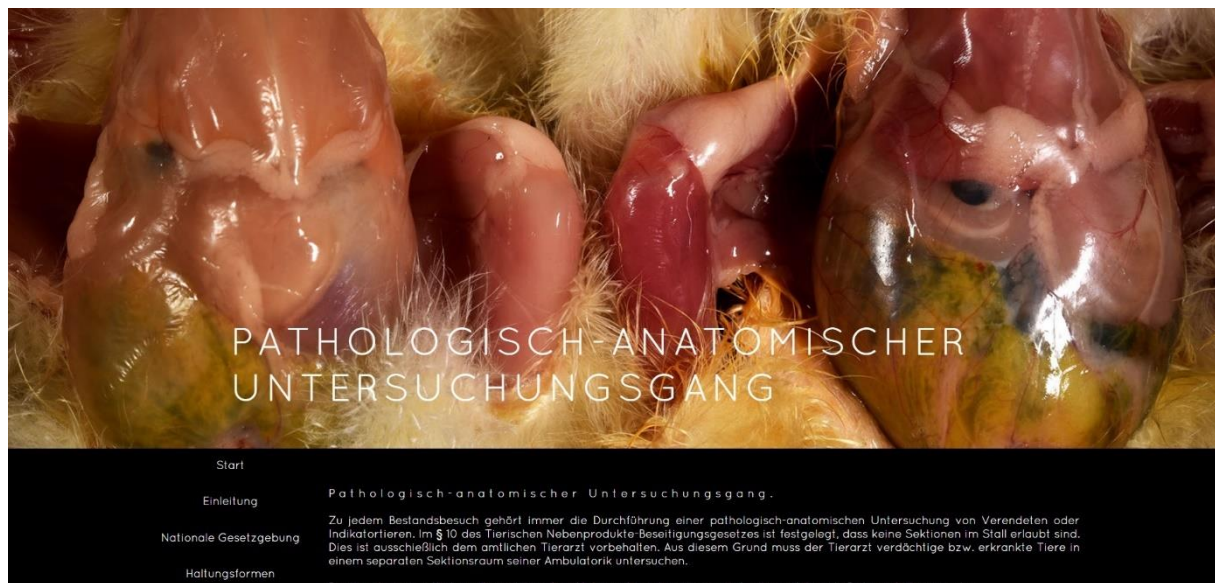 PATHOLOGISCH-ANATOMISCHER
UNTERSUCHUNGSGANG
Start
Einleitung
Nationale Gesetzgebung
Haltungsformen
Pathologisch-anatomischer Untersuchungsgang.
Zu jedem Bestandsbesuch gehört immer die Durchführung einer pathologisch-anatomischen Untersuchung von Verendeten oder
Indikatortieren. Im § 10 des Tierischen Nebenprodukte-Beseitigungsgesetzes ist festgelegt, dass keine Sektionen im Stall erlaubt sind.
Dies ist ausschießlich dem amtlichen Tierarzt vorbehalten. Aus diesem Grund muss der Tierarzt verdächtige bzw. erkrankte Tiere in
einem separaten Sektionsraum seiner Ambulatorik untersuchen.